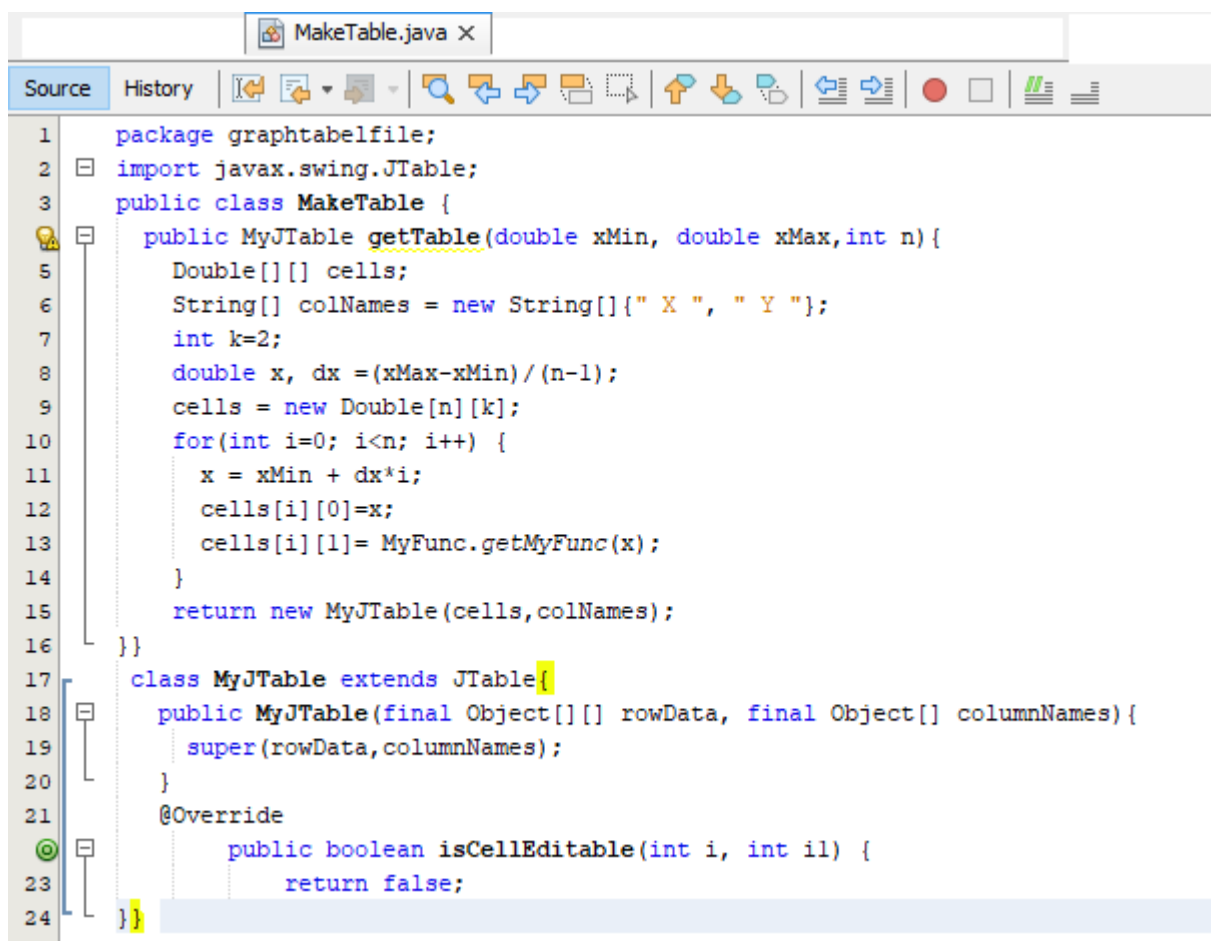 MakeTable.java ×
Source History
1 package graphtabelfile;
2 import javax.swing.JTable;
3 public class MakeTable {
public MyJTable getTable(double xMin, double xMax,int n){
5 Double[][] cells;
6 String[] colNames = new String[]{" X ", " Y "};
7 int k=2;
8 double x, dx =(xMax-xMin)/(n-1);
9 cells = new Double[n][k];
10 for(int i=0; i<n; i++) {
11 x = xMin + dx*i;
12 cells[i][0]=x;
13 cells[i][1]= MyFunc.getMyFunc(x);
14 }
15 return new MyJTable(cells,colNames);
16 }}
17 class MyJTable extends JTable{
18 public MyJTable(final Object[][] rowData, final Object[] columnNames){
19 super(rowData,columnNames);
20 }
21 @Override
public boolean isCellEditable(int i, int i1) {
23 return false;
24 }}